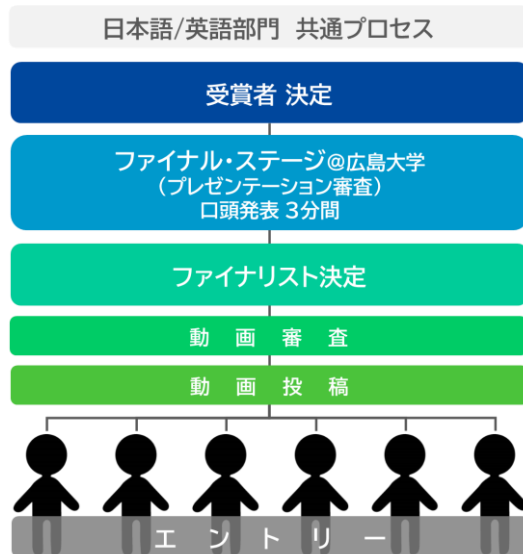 日本語/英語部門 共通プロセス
受賞者 決定
ファイナル・ステージ@広島大学
(プレゼンテーション審査)
口頭発表 3分間
ファイナリスト決定
動 画 審 査
動 画 投 稿
エ ン ト リ ー